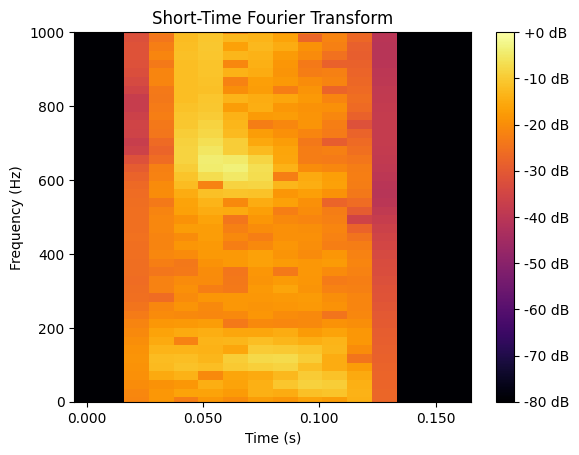 Short-Time Fourier Transform
1000
800
600
400
200
0
Frequency (Hz)
0.000
0.050
0.100
0.150
Time (s)
+0 dB
-10 dB
-20 dB
-30 dB
-40 dB
-50 dB
-60 dB
-70 dB
-80 dB